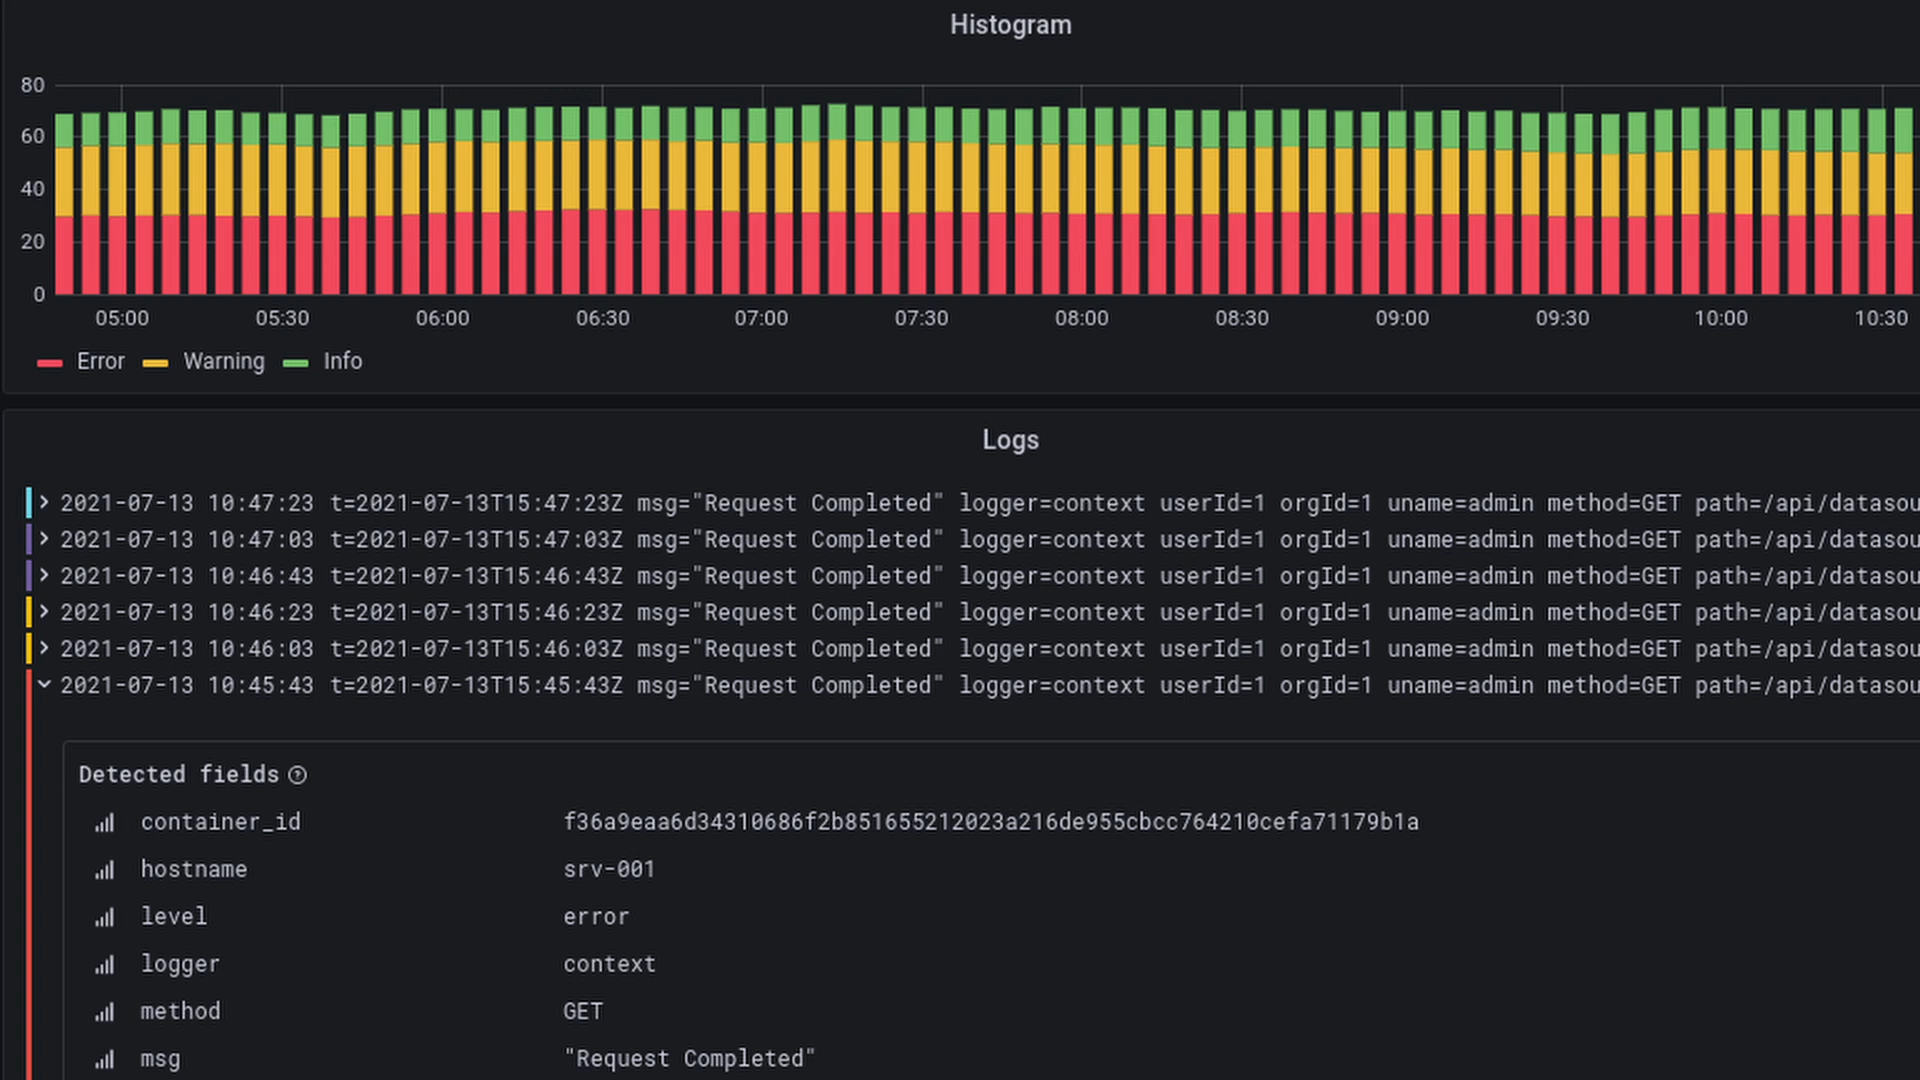 Histogram
80
60
40
20
0
05:00 05:30 06:00 06:30 07:00 07:30 08:00 08:30 09:00 09:30 10:00 10:30
Error Warning Info
Logs
2021-07-13 10:47:23 t=2021-07-13T15:47:23Z msg="Request Completed" logger=context userId=1 orgId=1 uname=admin method=GET path=/api/datasou
2021-07-13 10:47:03 t=2021-07-13T15:47:03Z msg="Request Completed" logger=context userId=1 orgId=1 uname=admin method=GET path=/api/datasou
2021-07-13 10:46:43 t=2021-07-13T15:46:43Z msg="Request Completed" logger=context userId=1 orgId=1 uname=admin method=GET path=/api/datasou
2021-07-13 10:46:23 t=2021-07-13T15:46:23Z msg="Request Completed" logger=context userId=1 orgId=1 uname=admin method=GET path=/api/datasou
2021-07-13 10:46:03 t=2021-07-13T15:46:03Z msg="Request Completed" logger=context userId=1 orgId=1 uname=admin method=GET path=/api/datasou
2021-07-13 10:45:43 t=2021-07-13T15:45:43Z msg="Request Completed" logger=context userId=1 orgId=1 uname=admin method=GET path=/api/datasou
Detected fields
container_id f36a9eaa6d34310686f2b851655212023a216de955cbcc764210cefa71179b1a
hostname srv-001
level error
logger context
method GET
msg "Request Completed"